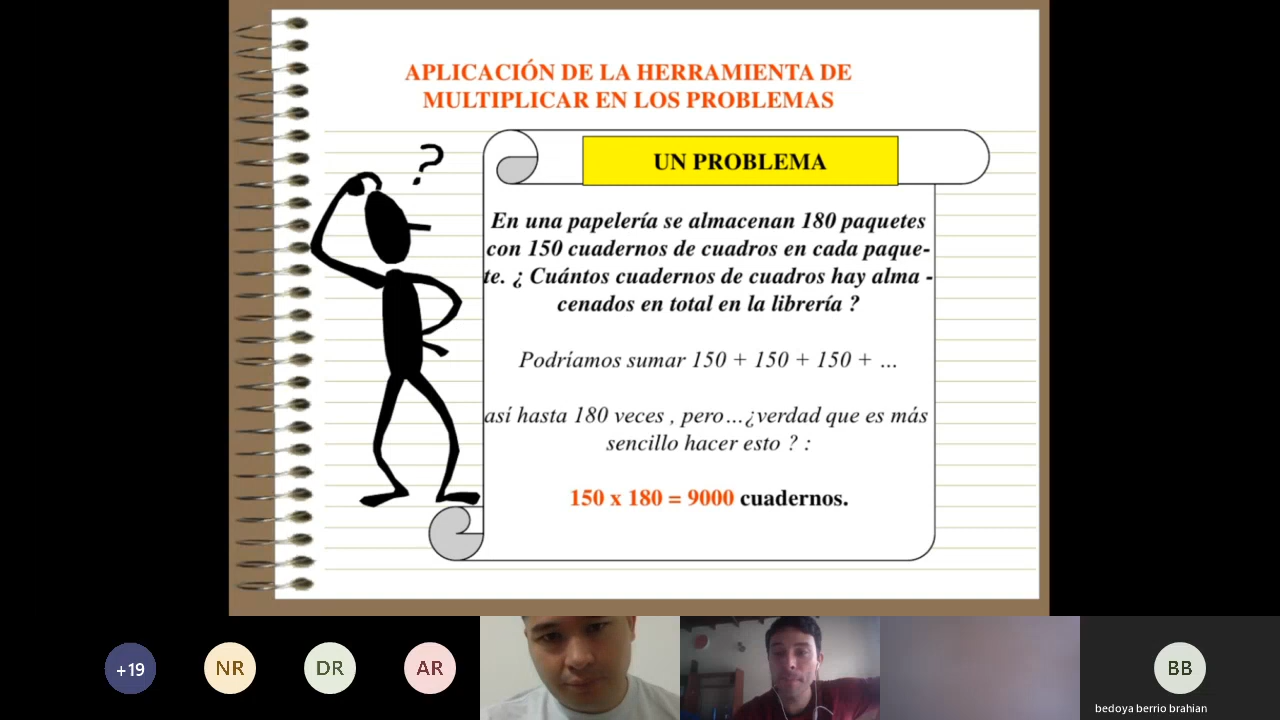 APLICACIÓN DE LA HERRAMIENTA DE
MULTIPLICAR EN LOS PROBLEMAS
?
UN PROBLEMA
En una papelería se almacenan 180 paquetes
con 150 cuadernos de cuadros en cada paque-
te. ¿ Cuántos cuadernos de cuadros hay alma -
cenados en total en la librería ?
Podríamos sumar 150 + 150 + 150 + ...
así hasta 180 veces , pero...¿verdad que es más
sencillo hacer esto ? :
150 x 180 = 9000 cuadernos.
+19
NR
DR
AR
BB
bedoya berrio brahian